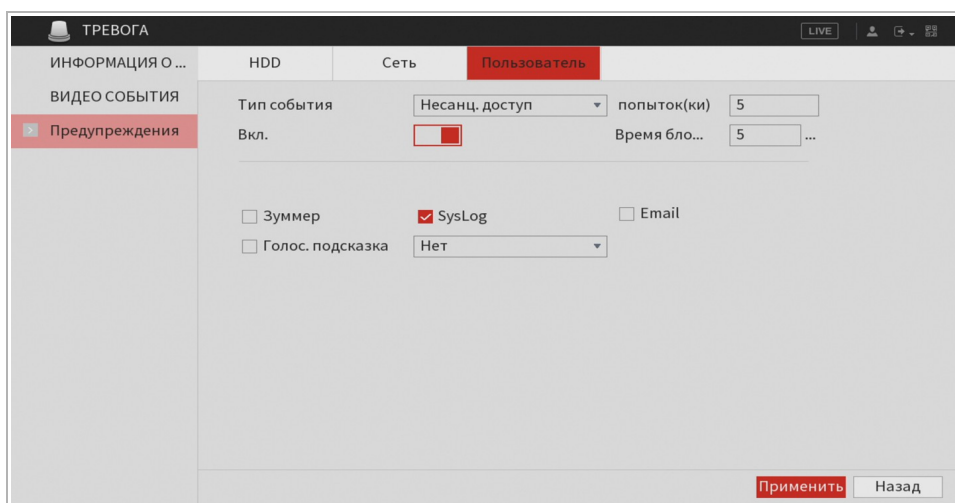 ТРЕВОГА
LIVE
ИНФОРМАЦИЯ О ...
ВИДЕО СОБЫТИЯ
Предупреждения
HDD
Сеть
Пользователь
Тип события
Несанц. доступ
попыток(ки)
5
Вкл.
Время бло...
5
...
Зуммер
SysLog
Email
Голос. подсказка
Нет
Применить
Назад